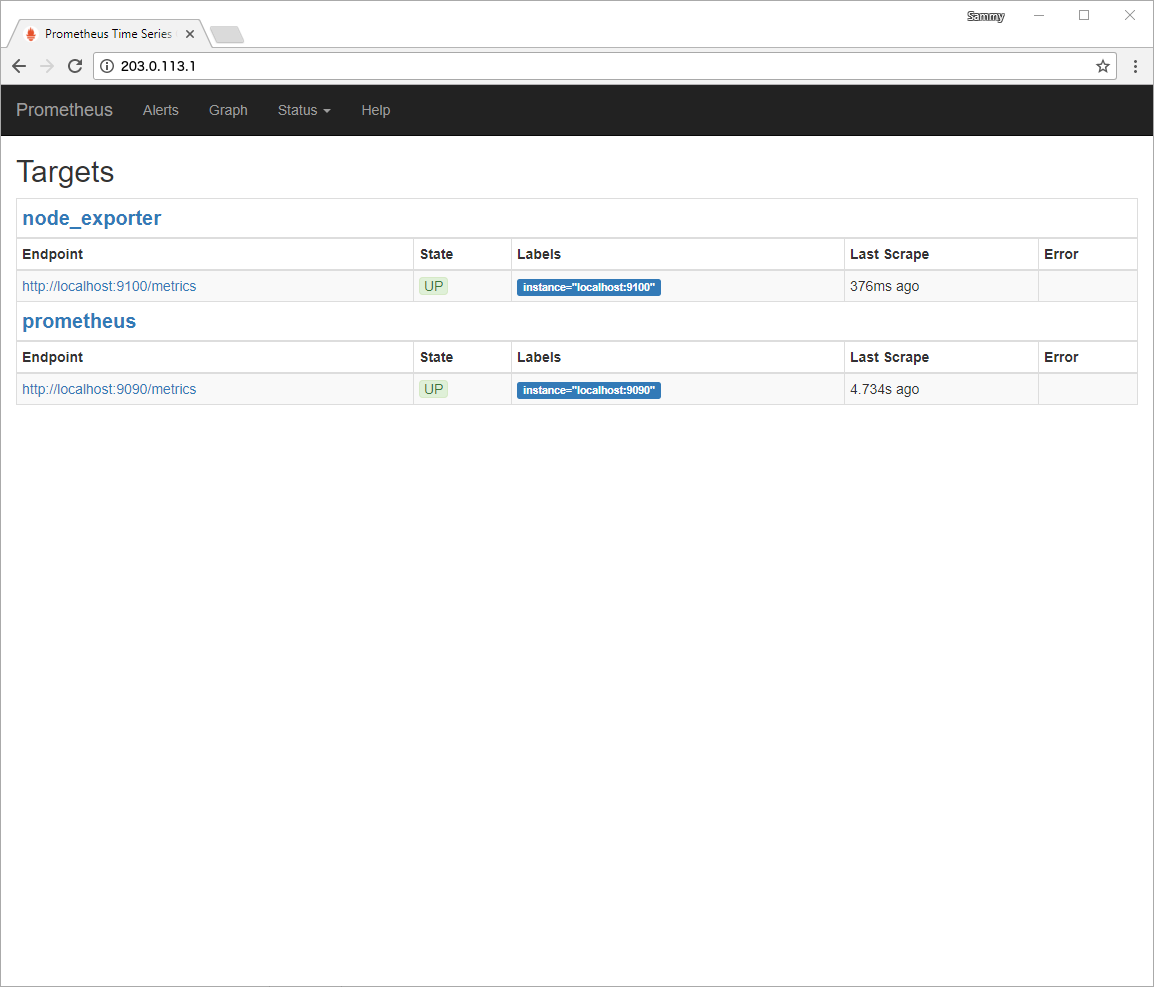 Sammy
Prometheus Time Series
203.0.113.1
Prometheus Alerts Graph Status Help
Targets
node_exporter
Endpoint State Labels Last Scrape Error
http://localhost:9100/metrics UP instance="localhost:9100" 376ms ago
prometheus
Endpoint State Labels Last Scrape Error
http://localhost:9090/metrics UP instance="localhost:9090" 4.734s ago